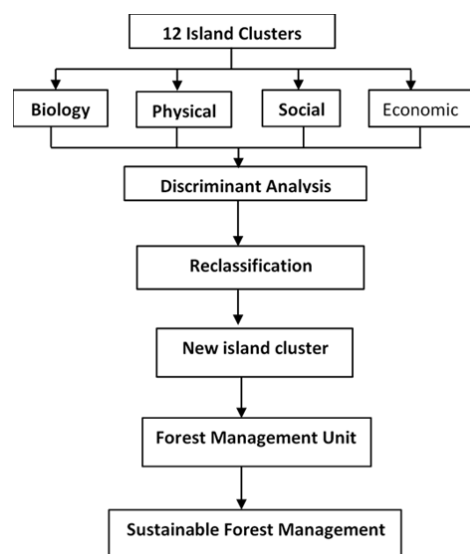 12 Island Clusters
Biology
Physical
Social
Economic
Discriminant Analysis
Reclassification
New island cluster
Forest Management Unit
Sustainable Forest Management